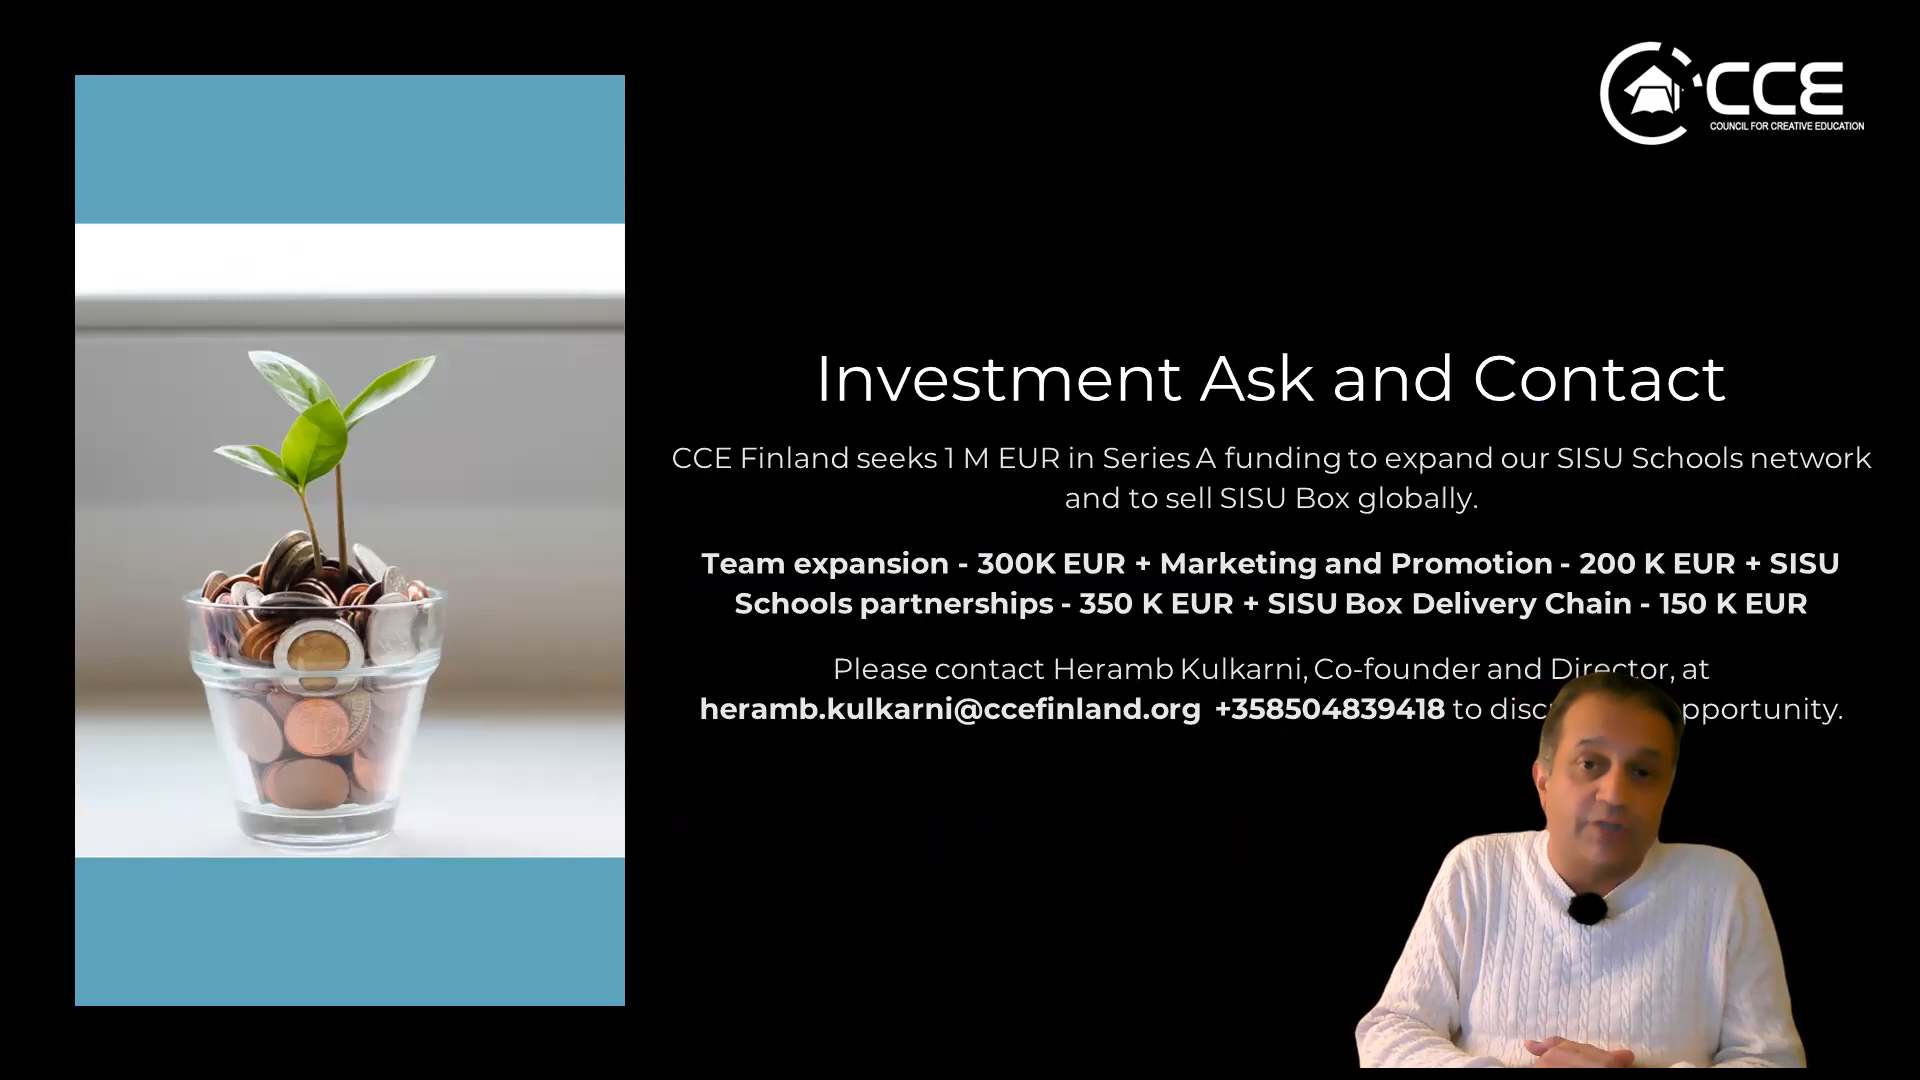 CCE
COUNCIL FOR CREATIVE EDUCATION
Investment Ask and Contact
CCE Finland seeks 1 M EUR in Series A funding to expand our SISU Schools network
and to sell SISU Box globally.
Team expansion - 300K EUR + Marketing and Promotion - 200 K EUR + SISU
Schools partnerships - 350 K EUR + SISU Box Delivery Chain - 150 K EUR
Please contact Heramb Kulkarni, Co-founder and Director, at
heramb.kulkarni@ccefinland.org +358504839418 to